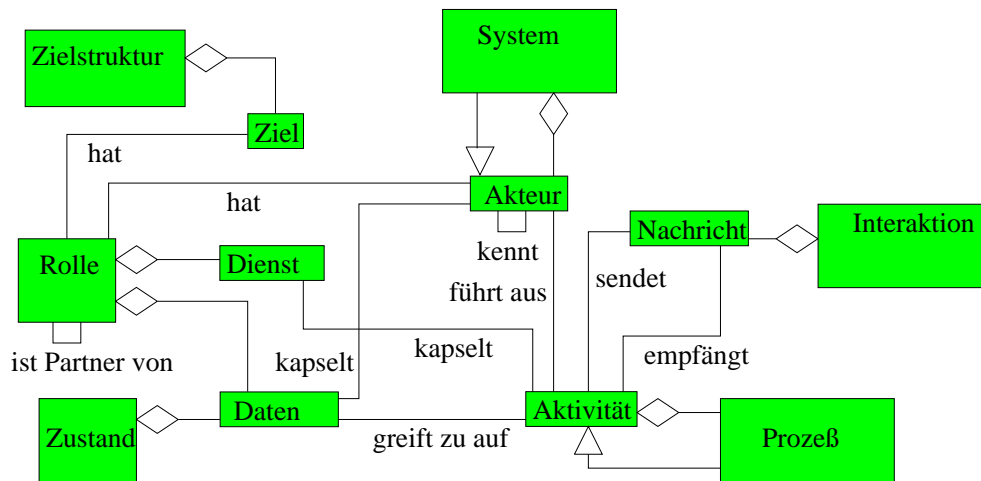 System
Zielstruktur
Ziel
hat
hat
Akteur
Nachricht
Interaktion
kennt
Rolle
Dienst
sendet
führt aus
ist Partner von
kapselt
kapselt
empfängt
Zustand
Daten
greift zu auf
Aktivität
Prozeß